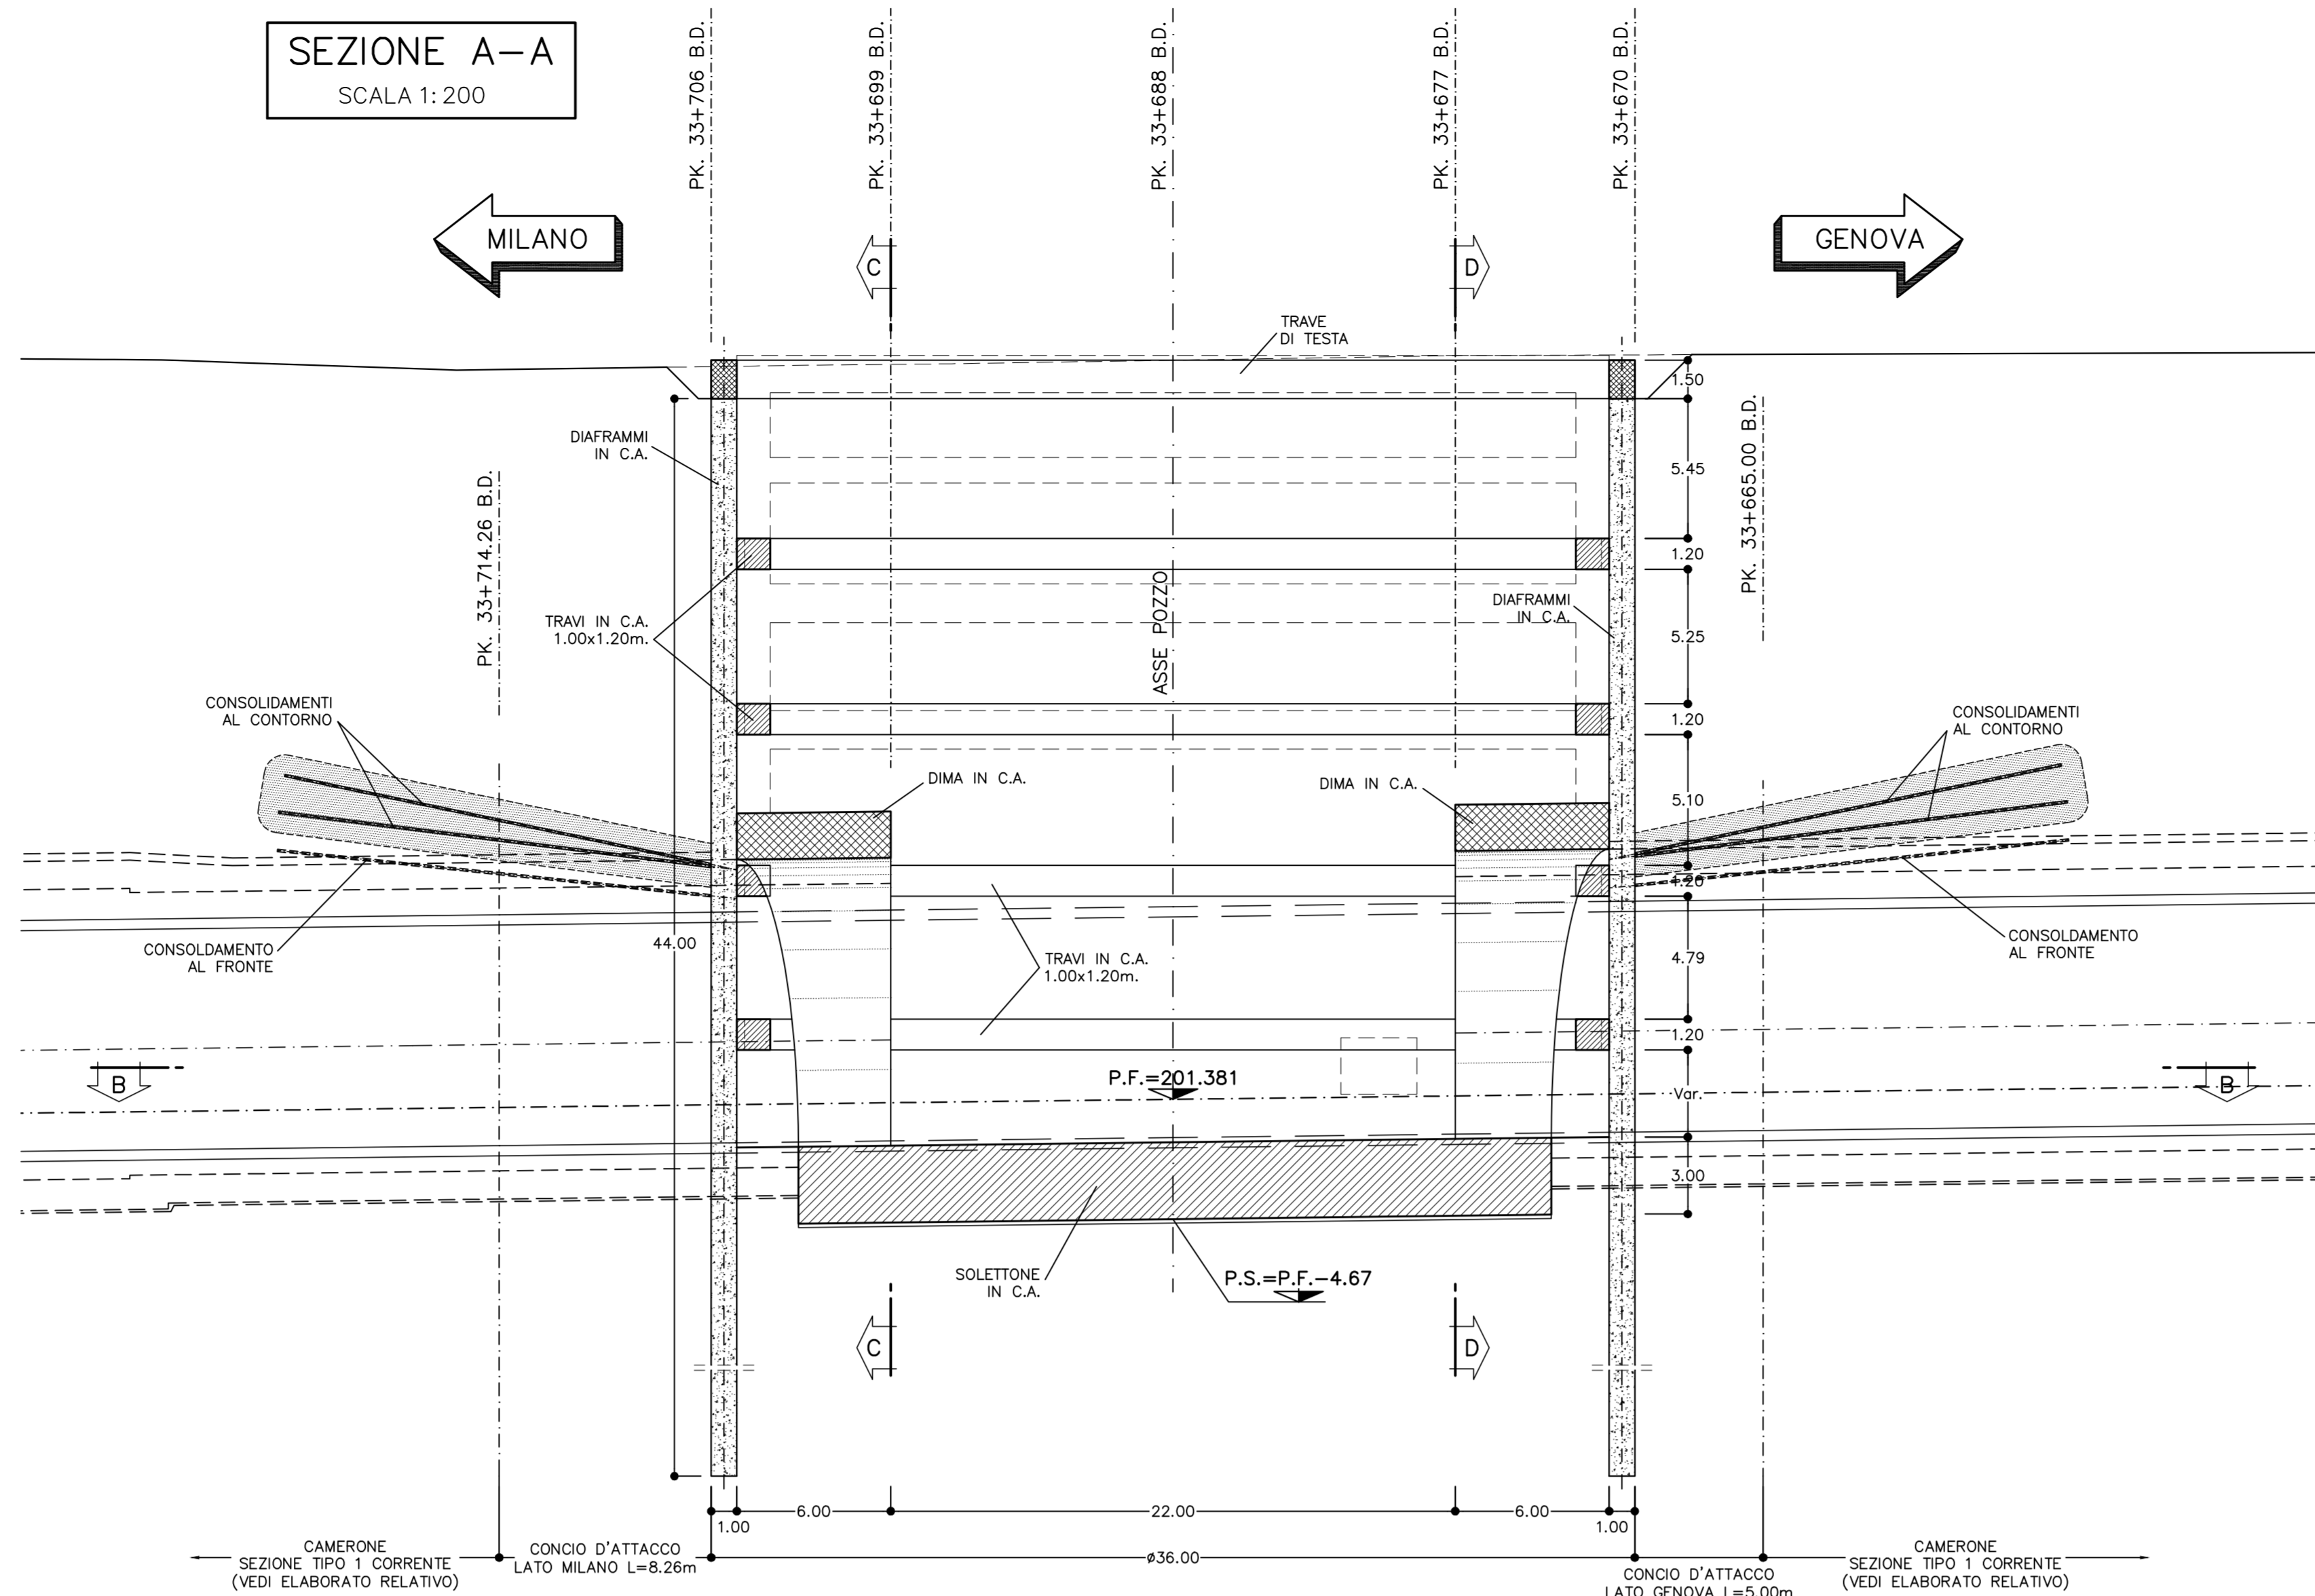 SEZIONE A-A
SCALA 1:200
PK. 33+706 B.D.
PK. 33+699 B.D.
PK. 33+688 B.D.
PK. 33+677 B.D.
PK. 33+670 B.D.
MILANO
GENOVA
C
D
TRAVE
DI TESTA
1.50
DIAFRAMMI
IN C.A.
5.45
PK. 33+665.00 B.D.
PK. 33+714.26 B.D.
1.20
ASSE POZZO
DIAFRAMMI
IN C.A.
TRAVI IN C.A.
1.00x1.20m.
5.25
CONSOLIDAMENTI
AL CONTORNO
CONSOLIDAMENTI
AL CONTORNO
1.20
DIMA IN C.A.
DIMA IN C.A.
5.10
1.20
CONSOLDAMENTO
AL FRONTE
44.00
TRAVI IN C.A.
1.00x1.20m.
4.79
CONSOLDAMENTO
AL FRONTE
1.20
B
P.F.=201.381
Var.
B
3.00
SOLETTONE
IN C.A.
P.S.=P.F.-4.67
C
D
6.00
22.00
6.00
1.00
1.00
CAMERONE
SEZIONE TIPO 1 CORRENTE
(VEDI ELABORATO RELATIVO)
CONCIO D'ATTACCO
LATO MILANO L=8.26m
ø36.00
CONCIO D'ATTACCO
LATO GENOVA L=5.00m
CAMERONE
SEZIONE TIPO 1 CORRENTE
(VEDI ELABORATO RELATIVO)